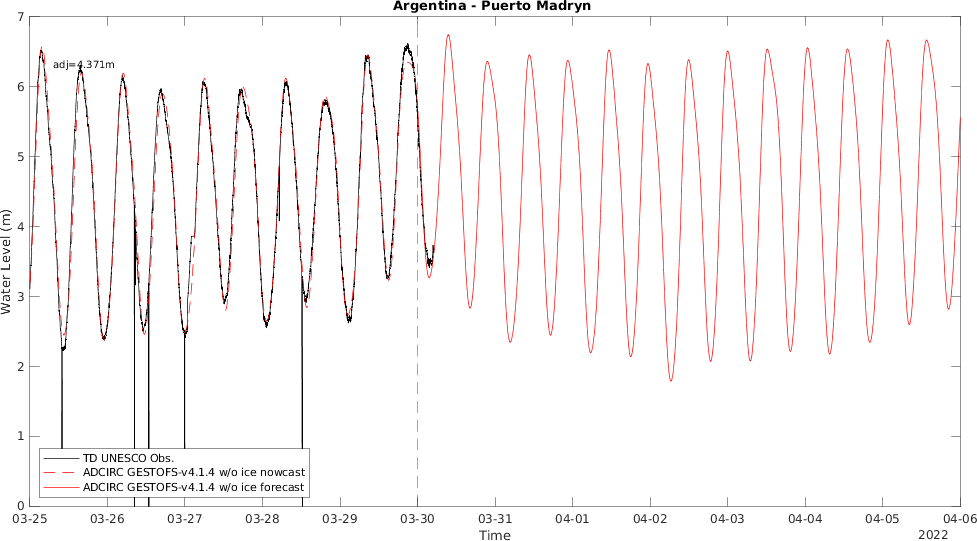 Argentina - Puerto Madryn
7
adj=4.371m
6
5
4
3
2
1
0
Water Level (m)
TD UNESCO Obs.
ADCIRC GESTOFS-v4.1.4 w/o ice nowcast
ADCIRC GESTOFS-v4.1.4 w/o ice forecast
03-25 03-26 03-27 03-28 03-29 03-30 03-31 04-01 04-02 04-03 04-04 04-05 04-06
Time
2022